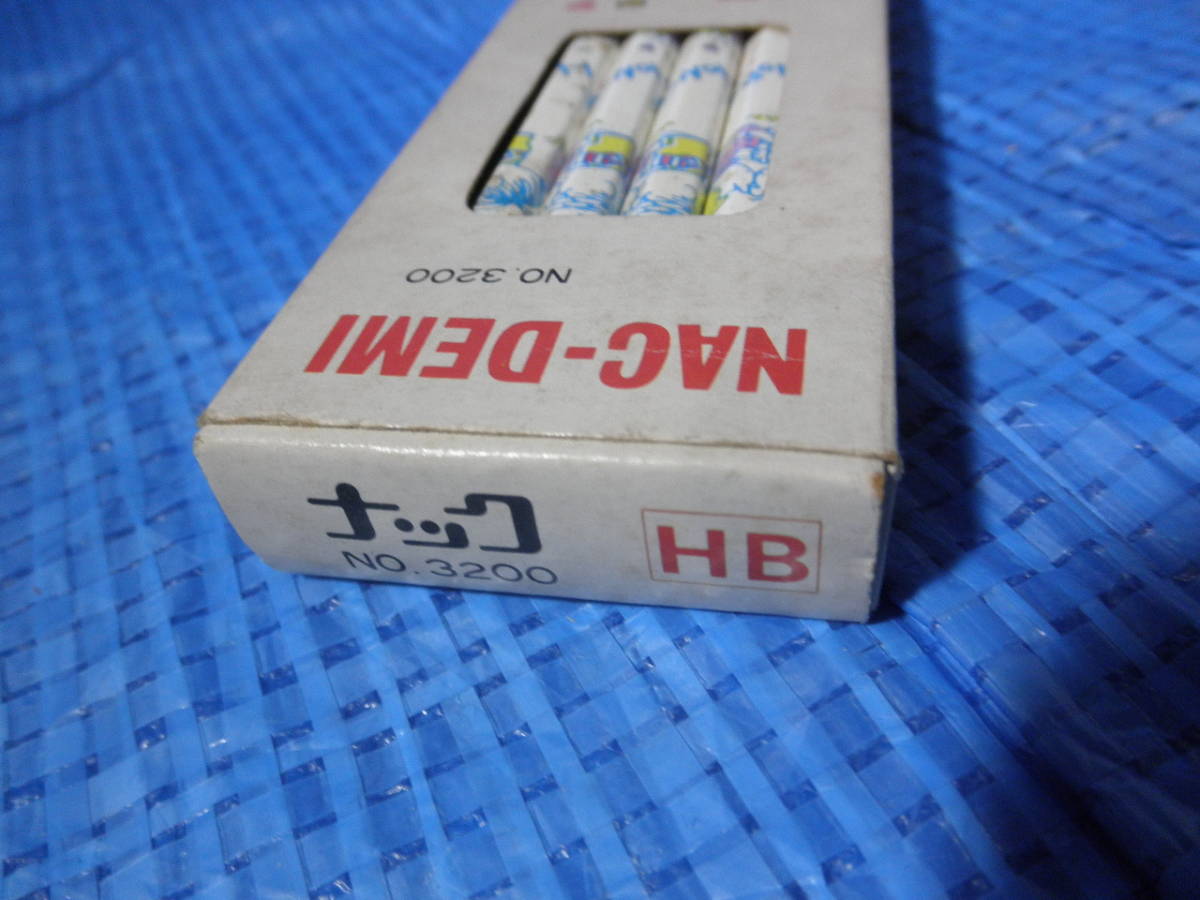 NO.3200
NAC-DEMI
ナック
NO.3200
HB